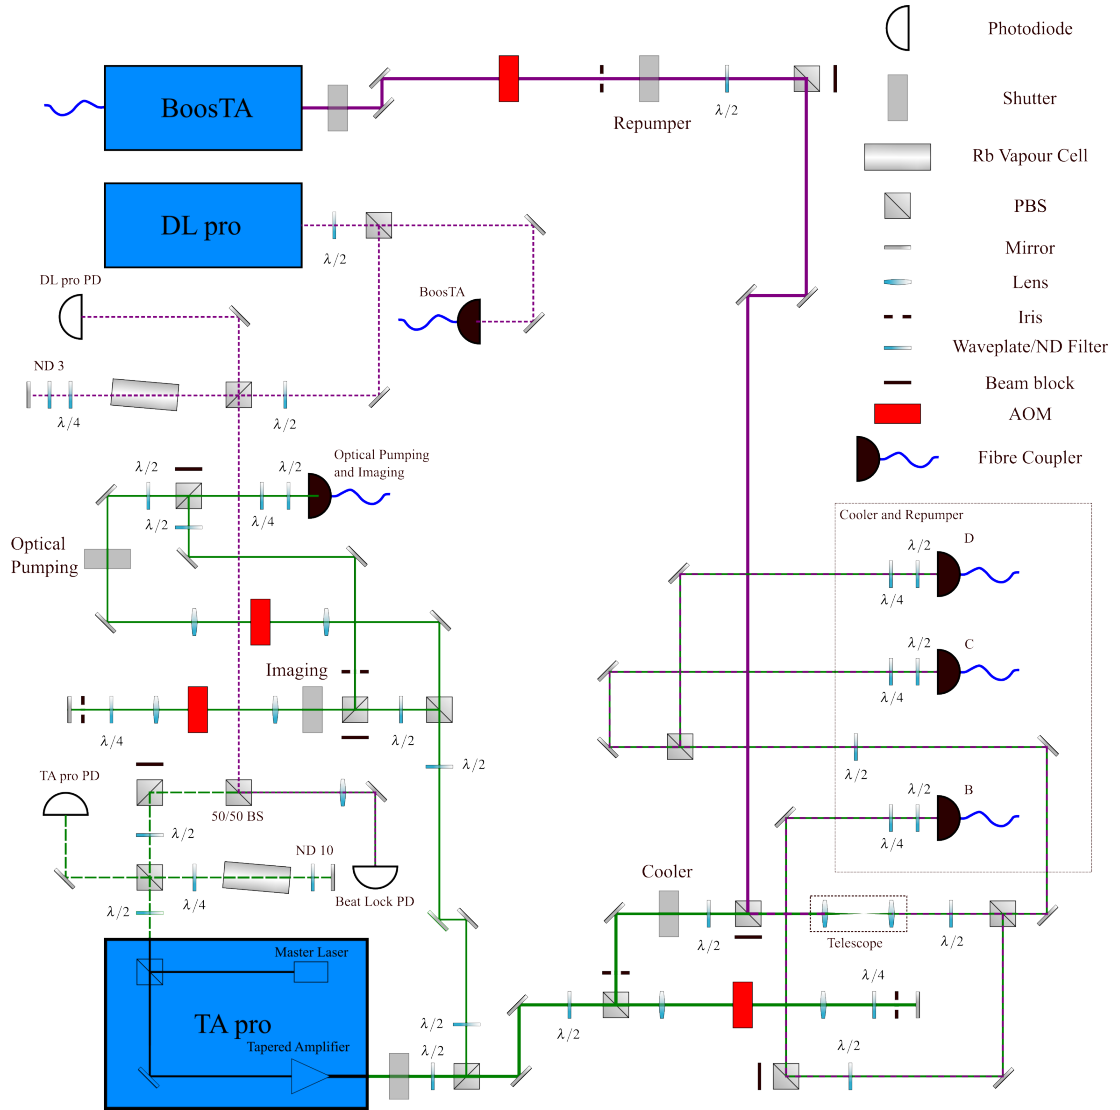 Photodiode
BoosTA
Shutter
λ/2
Repumper
Rb Vapour Cell
PBS
DL pro
Mirror
λ/2
DL pro PD
BoosTA
Lens
Iris
Waveplate/ND Filter
ND 3
Beam block
λ/4
λ/2
AOM
Optical Pumping
and Imaging
Fibre Coupler
λ/2
λ/2
λ/2
λ/4
Cooler and Repumper
Optical
Pumping
D
λ/2
λ/4
Imaging
C
λ/2
λ/4
λ/4
λ/2
λ/2
λ/2
TA pro PD
50/50 BS
B
λ/2
λ/2
λ/4
ND 10
λ/4
Beat Lock PD
Cooler
λ/2
λ/2
Telescope
λ/2
Master Laser
λ/4
TA pro
λ/2
λ/2
Tapered Amplifier
λ/2
λ/2